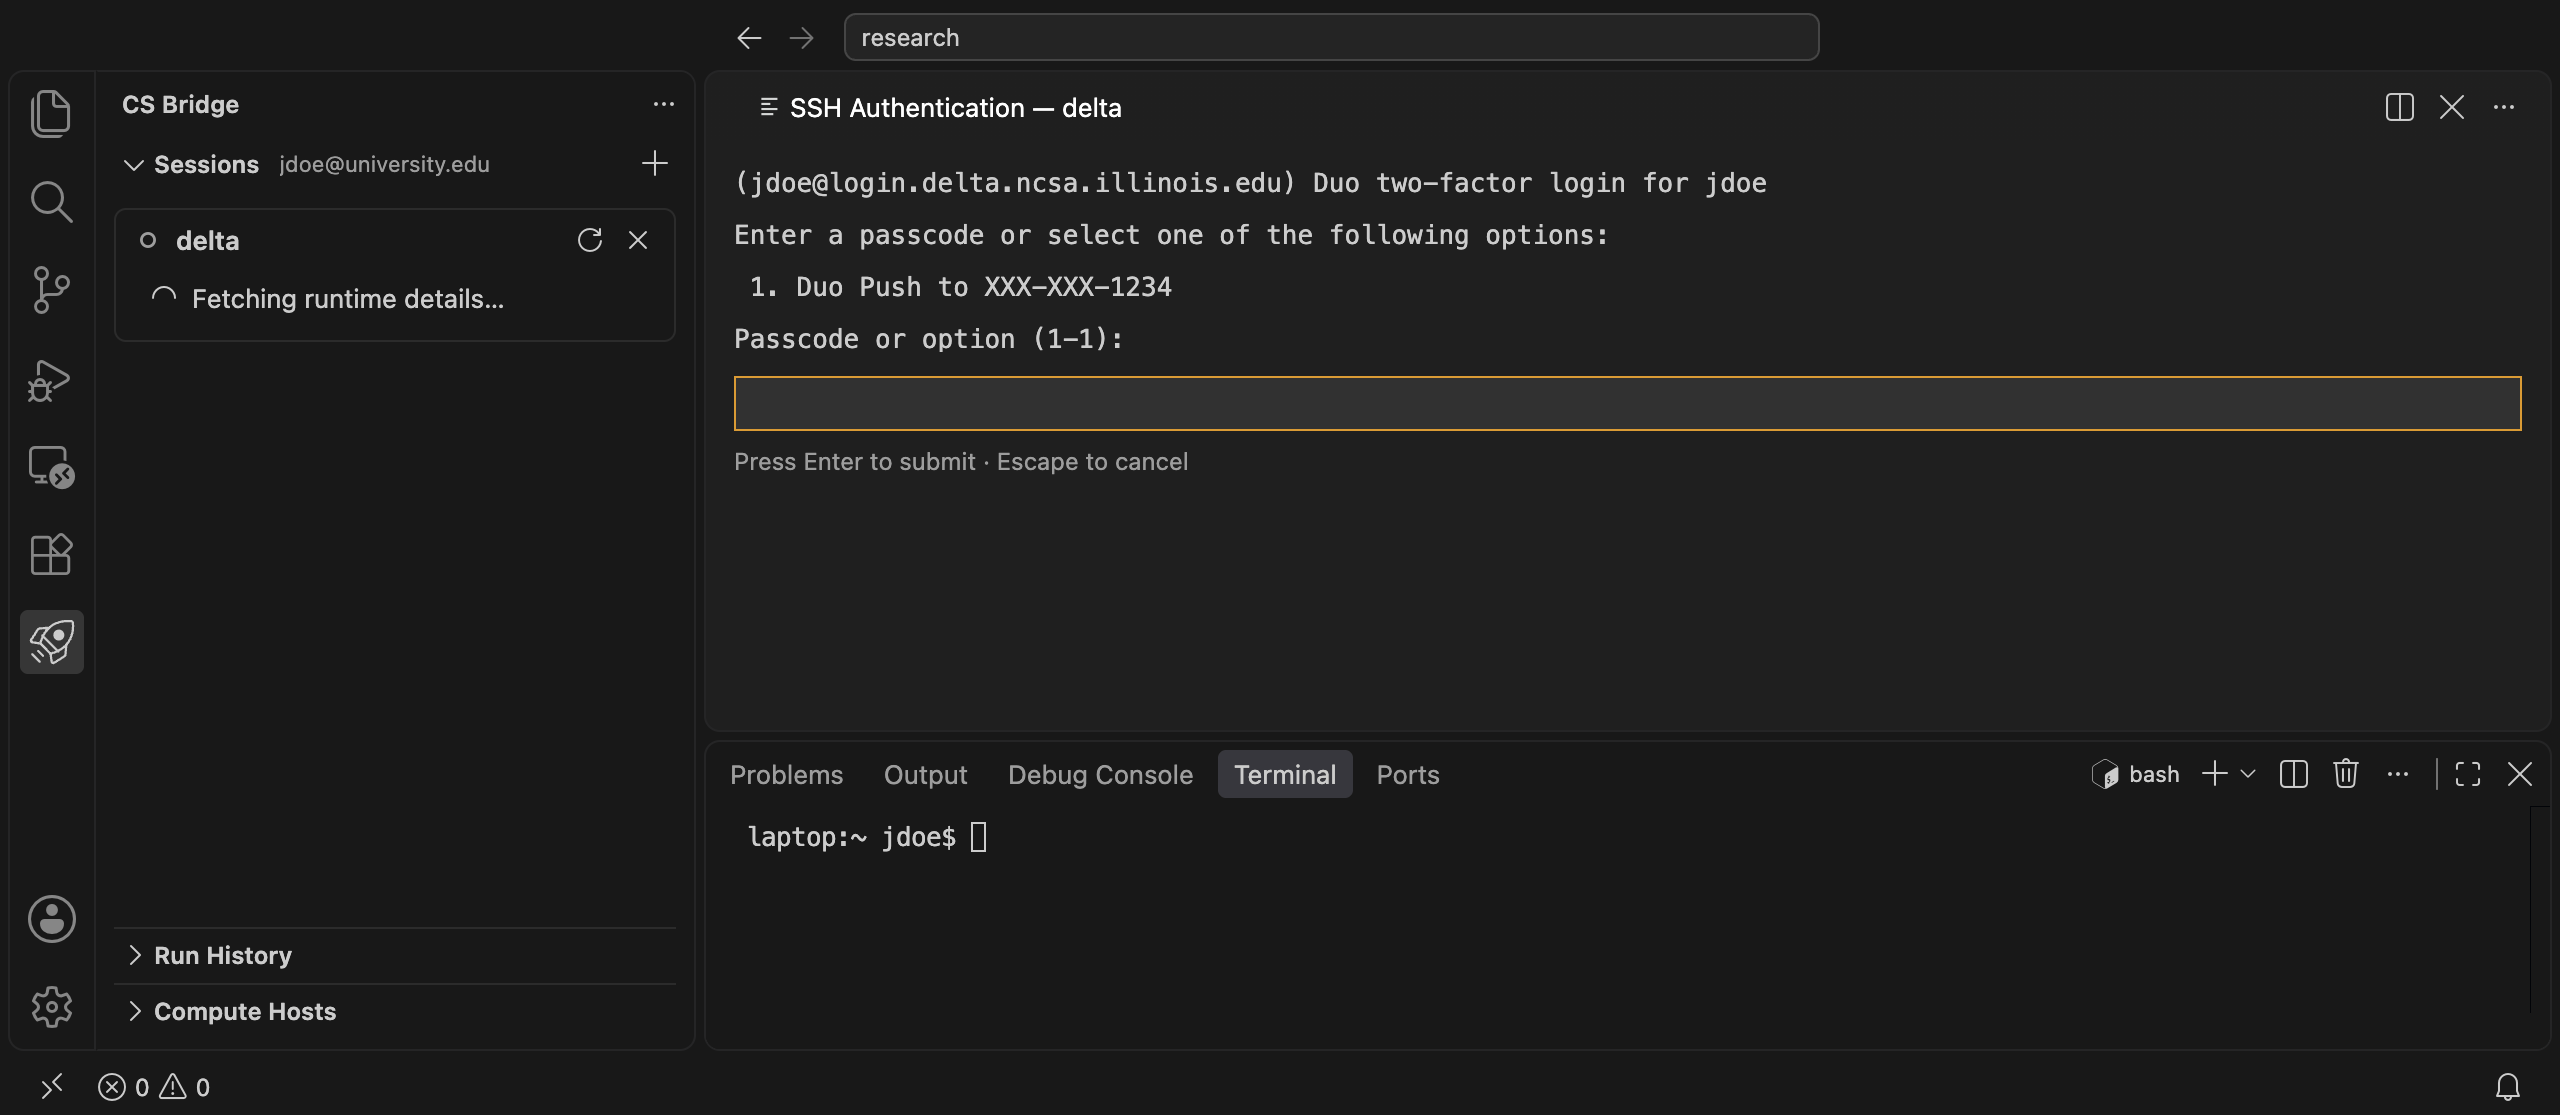 research
CS Bridge
Sessions jdoe@university.edu
delta
Fetching runtime details...
Run History
Compute Hosts
SSH Authentication — delta
(jdoe@login.delta.ncsa.illinois.edu) Duo two-factor login for jdoe
Enter a passcode or select one of the following options:
1. Duo Push to XXX-XXX-1234
Passcode or option (1-1):
Press Enter to submit · Escape to cancel
Problems Output Debug Console Terminal Ports
bash
laptop:~ jdoe$
0 0